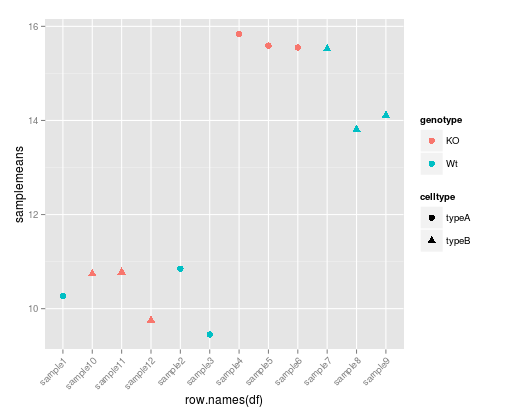 16
14
12
10
samplemeans
sample1
sample10
sample11
sample12
sample2
sample3
sample4
sample5
sample6
sample7
sample8
sample9
row.names(df)
genotype
KO
Wt
celltype
typeA
typeB